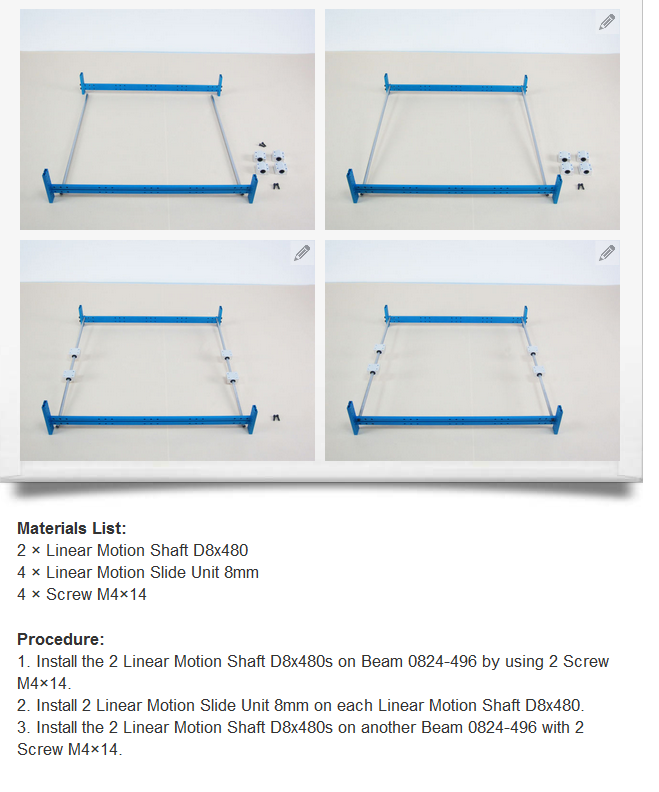 Materials List:
2 × Linear Motion Shaft D8x480
4 × Linear Motion Slide Unit 8mm
4 × Screw M4×14
Procedure:
1. Install the 2 Linear Motion Shaft D8x480s on Beam 0824-496 by using 2 Screw
M4×14.
2. Install 2 Linear Motion Slide Unit 8mm on each Linear Motion Shaft D8x480.
3. Install the 2 Linear Motion Shaft D8x480s on another Beam 0824-496 with 2
Screw M4×14.